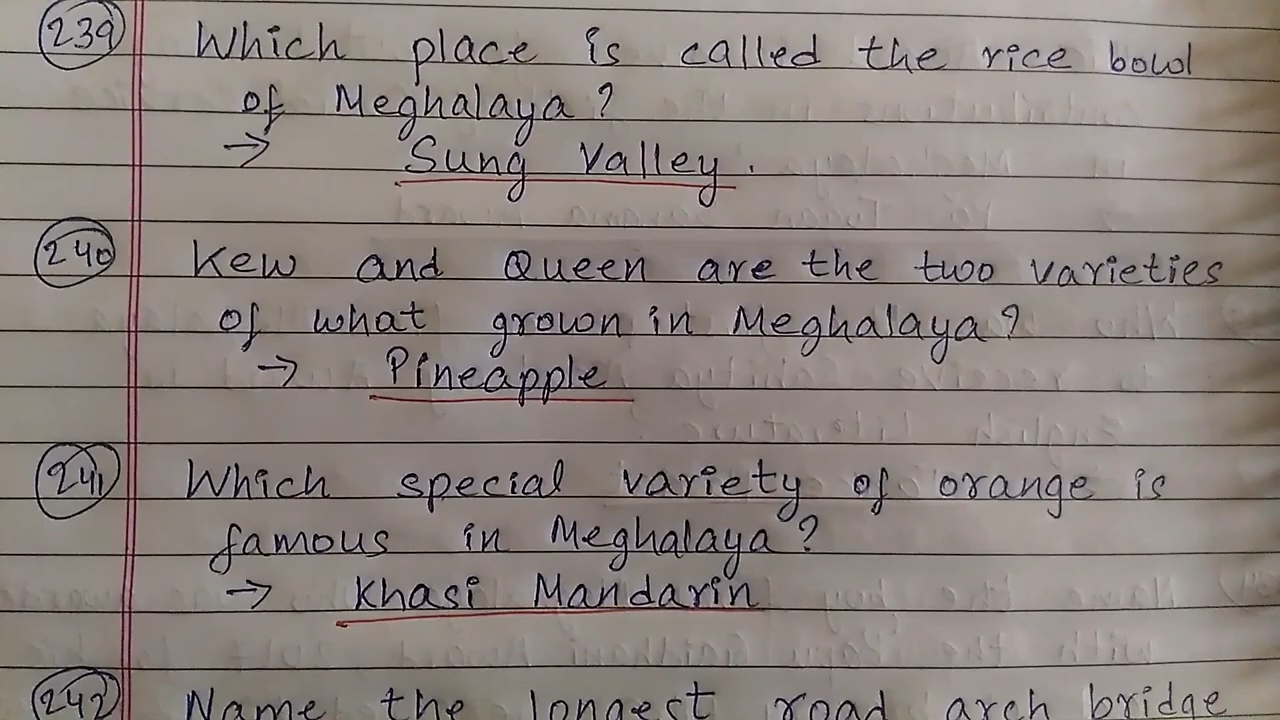 239 Which place is called the rice bowl
of Meghalaya?
→ Sung Valley.
240 Kew and Queen are the two varieties
of what grown in Meghalaya?
→ Pineapple
241 Which special variety of orange is
famous in Meghalaya?
→ Khasi Mandarin
242 Name the longest road arch bridge